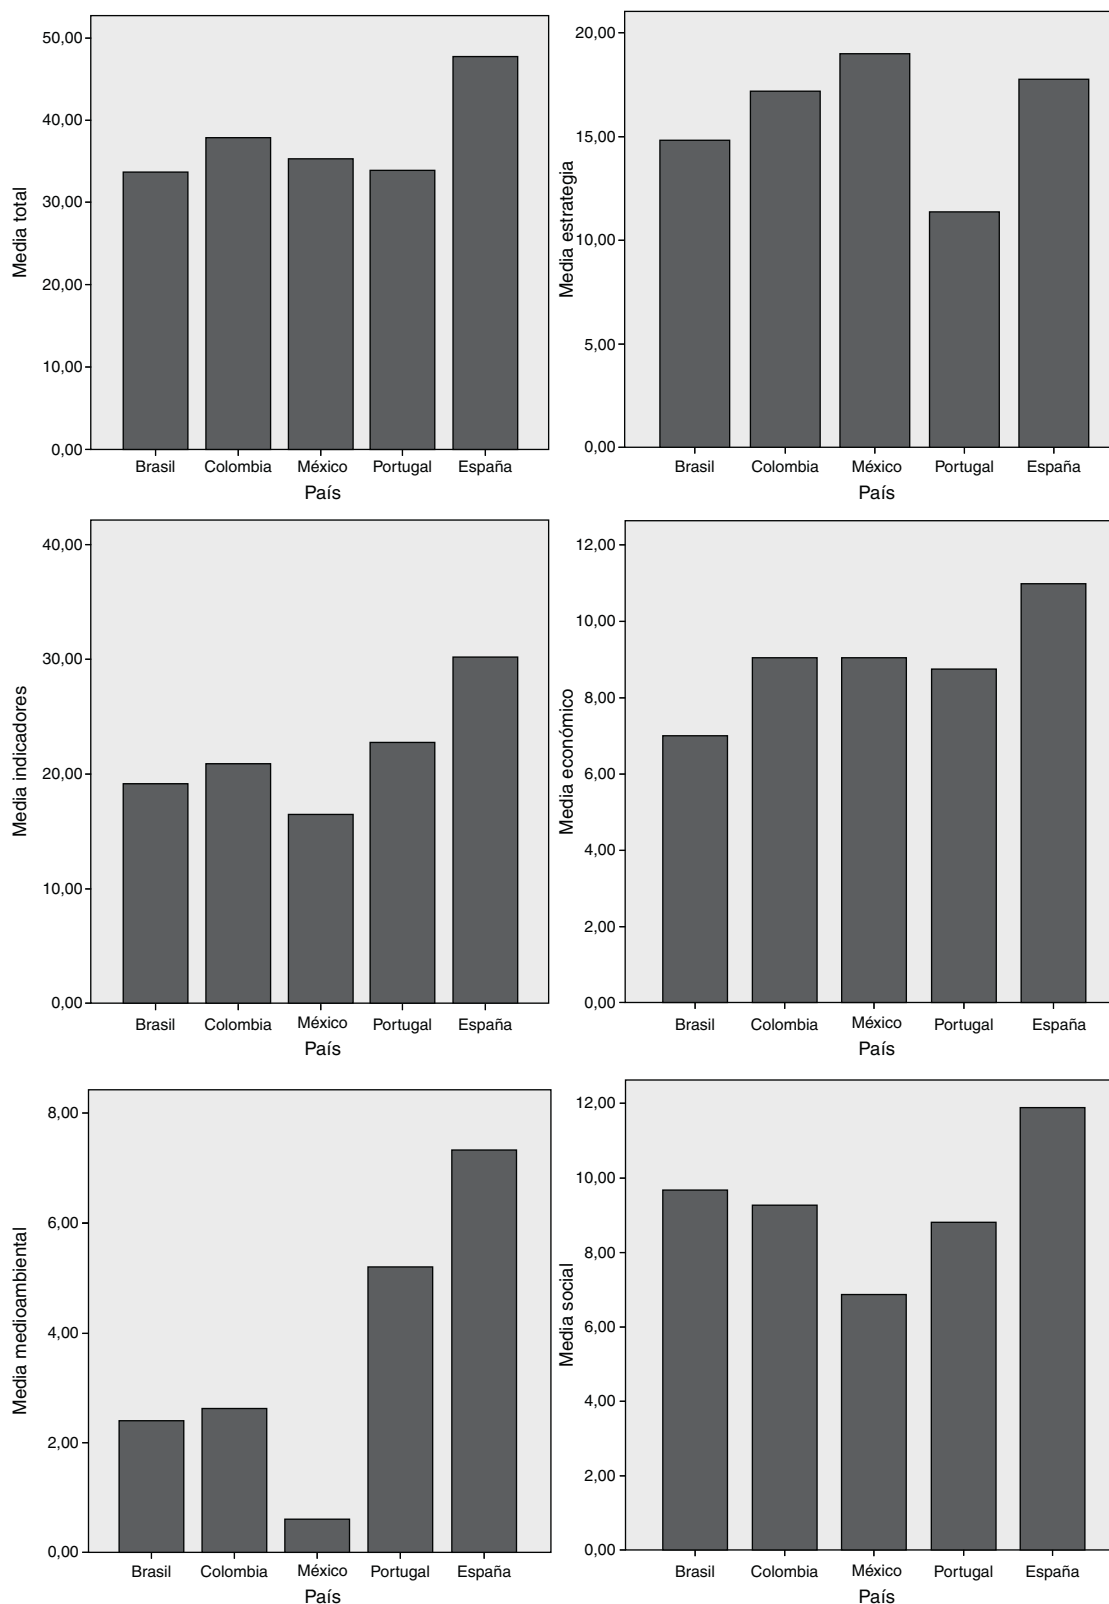 Media total
50,00
40,00
30,00
20,00
10,00
0,00
Brasil Colombia México Portugal España
País
Media estrategia
20,00
15,00
10,00
5,00
0,00
Brasil Colombia México Portugal España
País
Media indicadores
40,00
30,00
20,00
10,00
0,00
Brasil Colombia México Portugal España
País
Media económico
12,00
10,00
8,00
6,00
4,00
2,00
0,00
Brasil Colombia México Portugal España
País
Media medioambiental
8,00
6,00
4,00
2,00
0,00
Brasil Colombia México Portugal España
País
Media social
12,00
10,00
8,00
6,00
4,00
2,00
0,00
Brasil Colombia México Portugal España
País